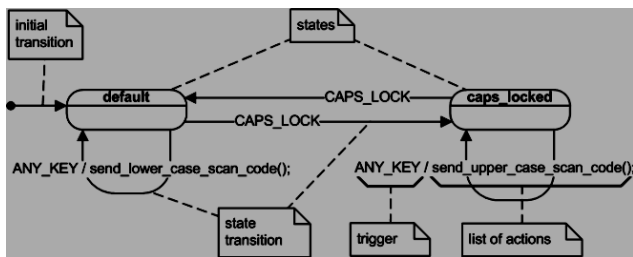 initial
transition
states
default
CAPS_LOCK
caps_locked
CAPS_LOCK
ANY_KEY / send_lower_case_scan_code();
ANY_KEY / send_upper_case_scan_code();
state
transition
trigger
list of actions